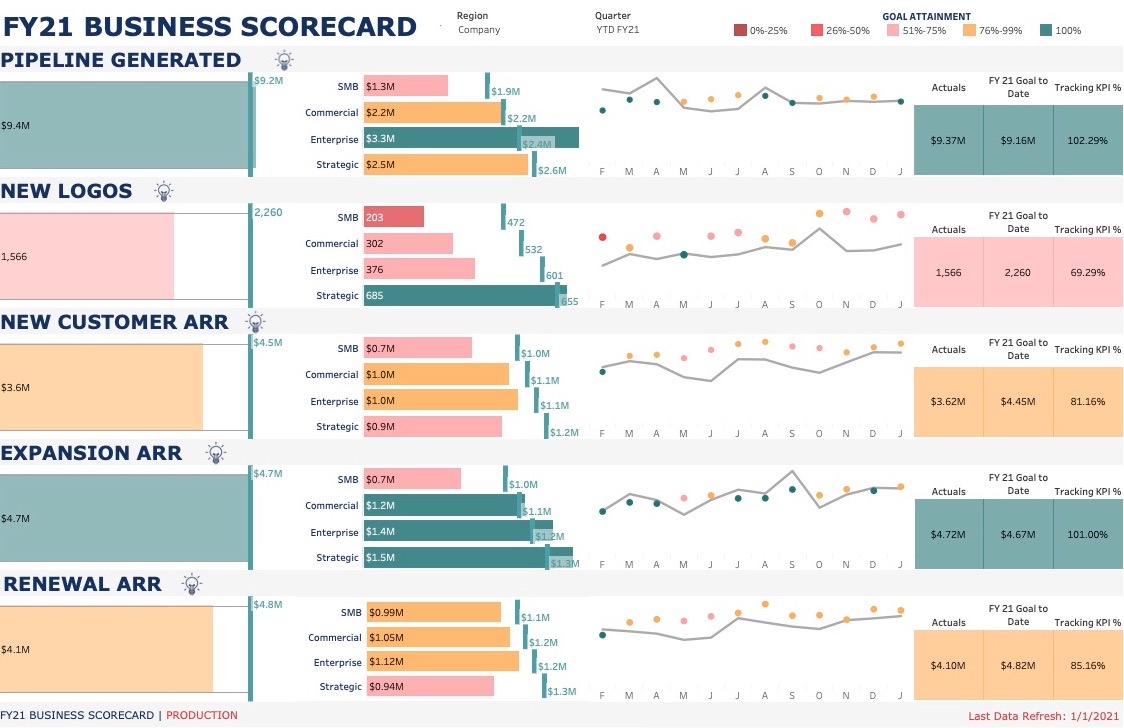 FY21 BUSINESS SCORECARD
Region
Company
Quarter
YTD FY21
GOAL ATTAINMENT
0%-25% 26%-50% 51%-75% 76%-99% 100%
PIPELINE GENERATED
$9.4M
$9.2M
SMB $1.3M $1.9M
Commercial $2.2M $2.2M
Enterprise $3.3M $2.4M
Strategic $2.5M $2.6M
F M A M J J A S O N D J
Actuals FY 21 Goal to Date Tracking KPI %
$9.37M $9.16M 102.29%
NEW LOGOS
1,566
2,260
SMB 203 472
Commercial 302 532
Enterprise 376 601
Strategic 685 655
F M A M J J A S O N D J
Actuals FY 21 Goal to Date Tracking KPI %
1,566 2,260 69.29%
NEW CUSTOMER ARR
$3.6M
$4.5M
SMB $0.7M $1.0M
Commercial $1.0M $1.1M
Enterprise $1.0M $1.1M
Strategic $0.9M $1.2M
F M A M J J A S O N D J
Actuals FY 21 Goal to Date Tracking KPI %
$3.62M $4.45M 81.16%
EXPANSION ARR
$4.7M
$4.7M
SMB $0.7M $1.0M
Commercial $1.2M $1.1M
Enterprise $1.4M $1.2M
Strategic $1.5M $1.3M
F M A M J J A S O N D J
Actuals FY 21 Goal to Date Tracking KPI %
$4.72M $4.67M 101.00%
RENEWAL ARR
$4.1M
$4.8M
SMB $0.99M $1.1M
Commercial $1.05M $1.2M
Enterprise $1.12M $1.2M
Strategic $0.94M $1.3M
F M A M J J A S O N D J
Actuals FY 21 Goal to Date Tracking KPI %
$4.10M $4.82M 85.16%
FY21 BUSINESS SCORECARD | PRODUCTION
Last Data Refresh: 1/1/2021